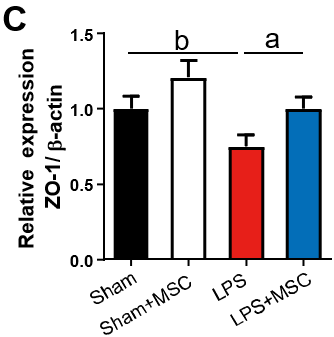 C
b
a
Relative expression
ZO-1/ β-actin
1.5
1.0
0.5
0.0
Sham
Sham+MSC
LPS
LPS+MSC